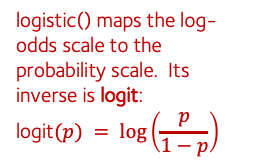 logistic() maps the log-
odds scale to the
probability scale. Its
inverse is logit:
logit(p) = log(p/(1 − p))